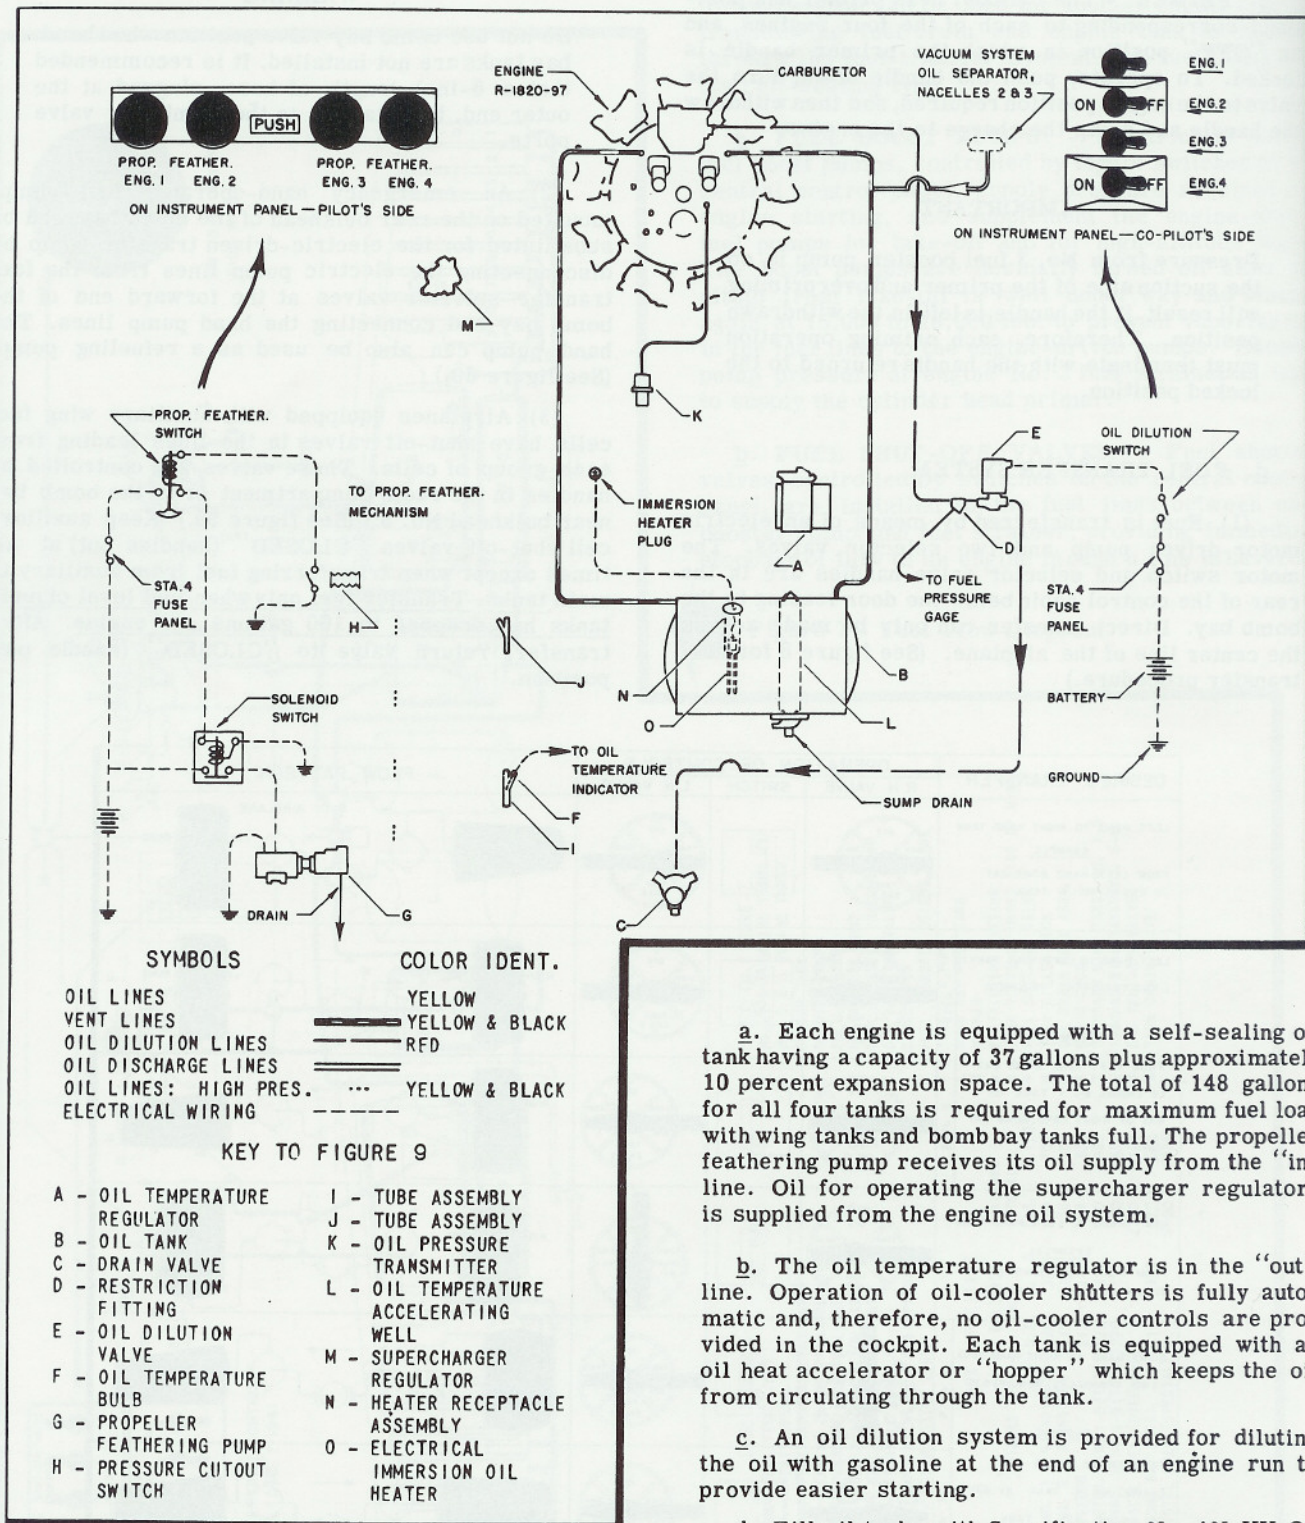 PUSH
PROP. FEATHER.
ENG. 1 ENG. 2 ENG. 3 ENG. 4
ON INSTRUMENT PANEL—PILOT'S SIDE
ENGINE
R-1820-97
CARBURETOR
VACUUM SYSTEM
OIL SEPARATOR,
NACELLES 2 & 3
ENG. 1
ON OFF ENG.2
ENG.3
ON OFF ENG.4
ON INSTRUMENT PANEL—CO-PILOT'S SIDE
M
K
PROP. FEATHER.
SWITCH
TO PROP. FEATHER.
MECHANISM
STA. 4
FUSE
PANEL
H
IMMERSION
HEATER
PLUG
A
E
OIL DILUTION
SWITCH
D
TO FUEL
PRESSURE
GAGE
STA. 4
FUSE
PANEL
J
N
O
B
L
BATTERY
SOLENOID
SWITCH
TO OIL
TEMPERATURE
INDICATOR
SUMP DRAIN
GROUND
F
I
DRAIN
G
C
SYMBOLS COLOR IDENT.
OIL LINES YELLOW
VENT LINES YELLOW & BLACK
OIL DILUTION LINES RED
OIL DISCHARGE LINES
OIL LINES: HIGH PRES. YELLOW & BLACK
ELECTRICAL WIRING
KEY TO FIGURE 9
A - OIL TEMPERATURE
REGULATOR
B - OIL TANK
C - DRAIN VALVE
D - RESTRICTION
FITTING
E - OIL DILUTION
VALVE
F - OIL TEMPERATURE
BULB
G - PROPELLER
FEATHERING PUMP
H - PRESSURE CUTOUT
SWITCH
I - TUBE ASSEMBLY
J - TUBE ASSEMBLY
K - OIL PRESSURE
TRANSMITTER
L - OIL TEMPERATURE
ACCELERATING
WELL
M - SUPERCHARGER
REGULATOR
N - HEATER RECEPTACLE
ASSEMBLY
O - ELECTRICAL
IMMERSION OIL
HEATER
a. Each engine is equipped with a self-sealing o
tank having a capacity of 37 gallons plus approximatel
10 percent expansion space. The total of 148 gallon
for all four tanks is required for maximum fuel loa
with wing tanks and bomb bay tanks full. The propelle
feathering pump receives its oil supply from the "in
line. Oil for operating the supercharger regulator
is supplied from the engine oil system.
b. The oil temperature regulator is in the "out
line. Operation of oil-cooler shutters is fully auto
matic and, therefore, no oil-cooler controls are pro
vided in the cockpit. Each tank is equipped with a
oil heat accelerator or "hopper" which keeps the o
from circulating through the tank.
c. An oil dilution system is provided for dilutin
the oil with gasoline at the end of an engine run t
provide easier starting.